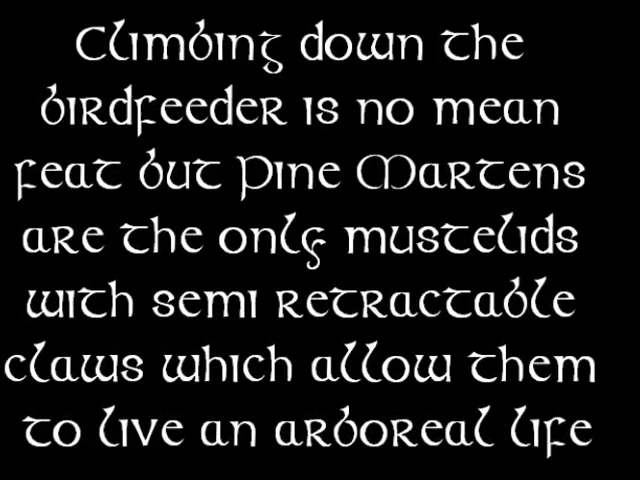 Climbing down the
birdfeeder is no mean
feat but Pine Martens
are the only mustelids
with semi retractable
claws which allow them
to live an arboreal life